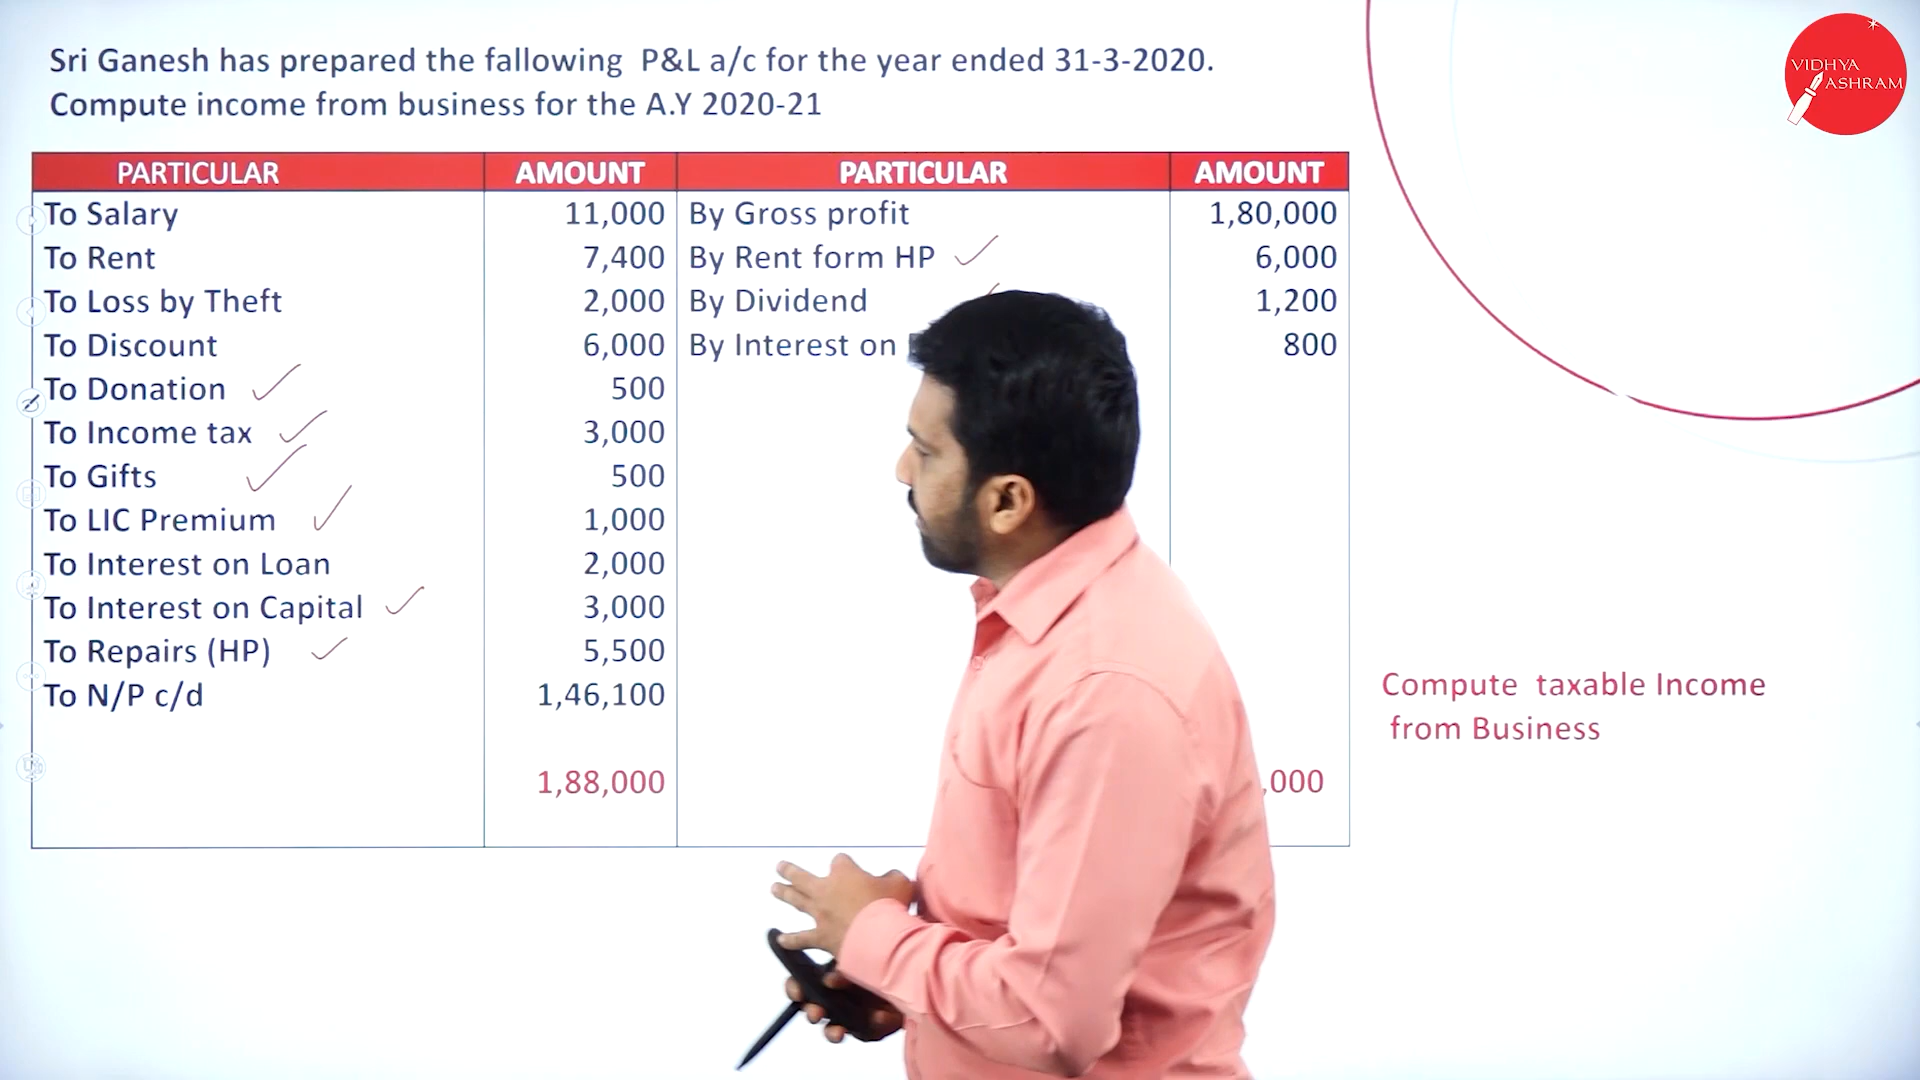 Sri Ganesh has prepared the fallowing P&L a/c for the year ended 31-3-2020.
Compute income from business for the A.Y 2020-21
VIDHYA
ASHRAM
PARTICULAR AMOUNT PARTICULAR AMOUNT
To Salary 11,000 By Gross profit 1,80,000
To Rent 7,400 By Rent form HP 6,000
To Loss by Theft 2,000 By Dividend 1,200
To Discount 6,000 By Interest on 800
To Donation 500
To Income tax 3,000
To Gifts 500
To LIC Premium 1,000
To Interest on Loan 2,000
To Interest on Capital 3,000
To Repairs (HP) 5,500
To N/P c/d 1,46,100
1,88,000 ,000
Compute taxable Income
from Business